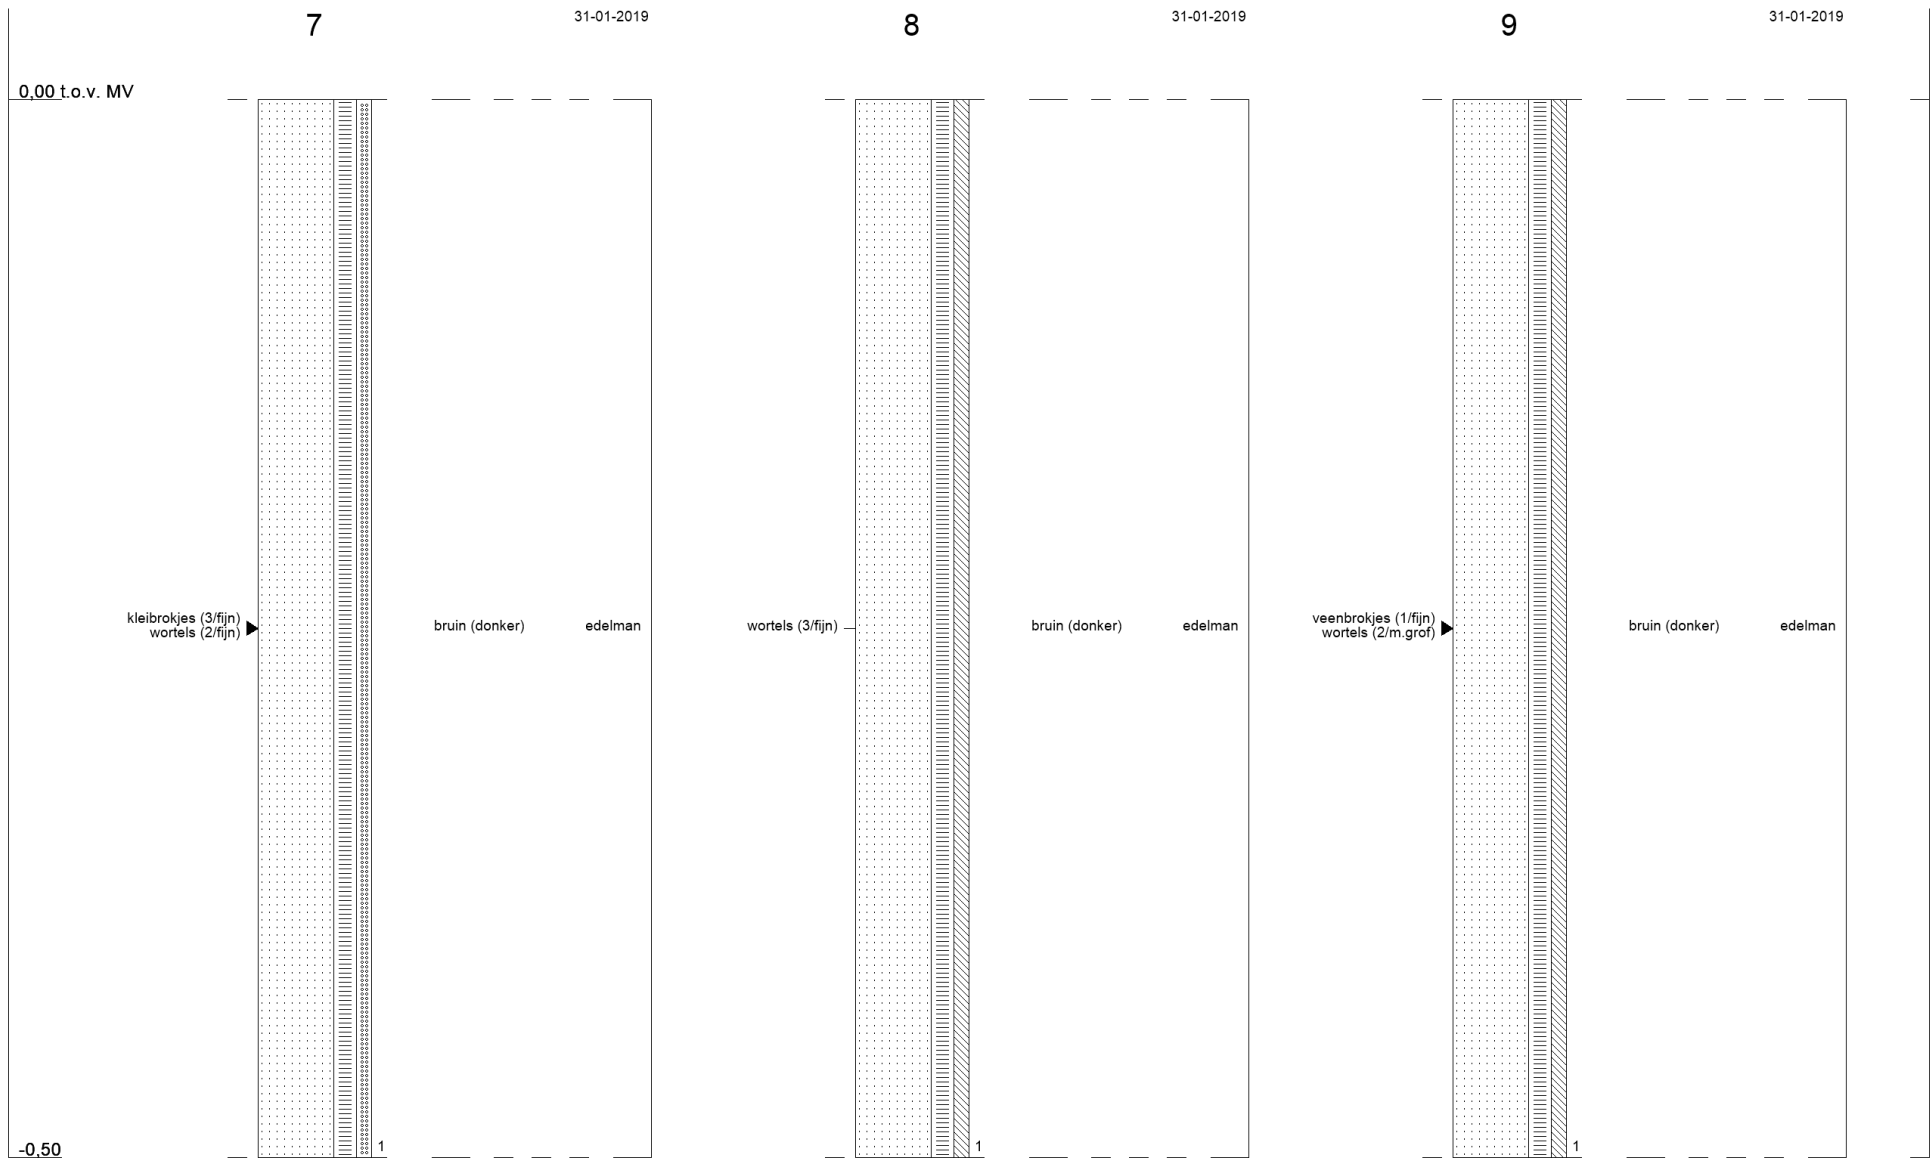 7
31-01-2019
8
31-01-2019
9
31-01-2019
0,00 t.o.v. MV
kleibrokjes (3/fijn)
wortels (2/fijn)
bruin (donker)
edelman
wortels (3/fijn)
bruin (donker)
edelman
veenbrokjes (1/fijn)
wortels (2/m.grof)
bruin (donker)
edelman
-0,50
1
1
1